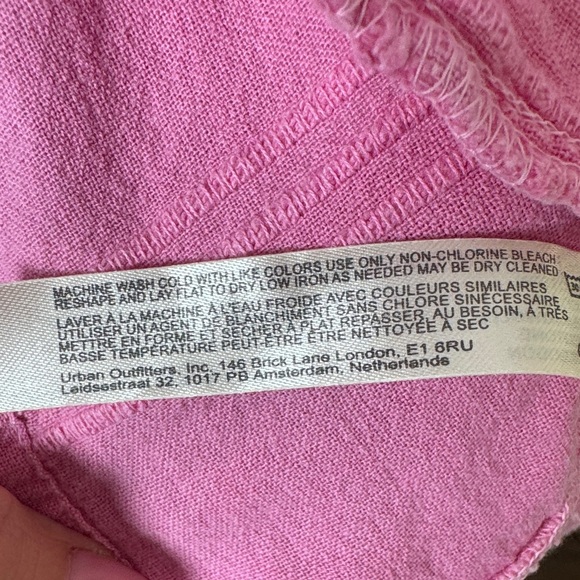 MACHINE WASH COLD WITH LIKE COLORS USE ONLY NON-CHLORINE BLEACH
RESHAPE AND LAY FLAT TO DRY LOW IRON AS NEEDED MAY BE DRY CLEANED
LAVER À LA MACHINE À L'EAU FROIDE AVEC COULEURS SIMILAIRES
UTILISER UN AGENT DE BLANCHIMENT SANS CHLORE SINÉCESSAIRE
METTRE EN FORME ET SÉCHER À PLAT REPASSER, AU BESOIN, À TRÈS
BASSE TEMPÉRATURE PEUT-ÊTRE ÊTRE NETTOYÉE À SEC
Urban Outfitters, Inc. 146 Brick Lane London, E1 6RU
Leidsestraat 32, 1017 PB Amsterdam, Netherlands